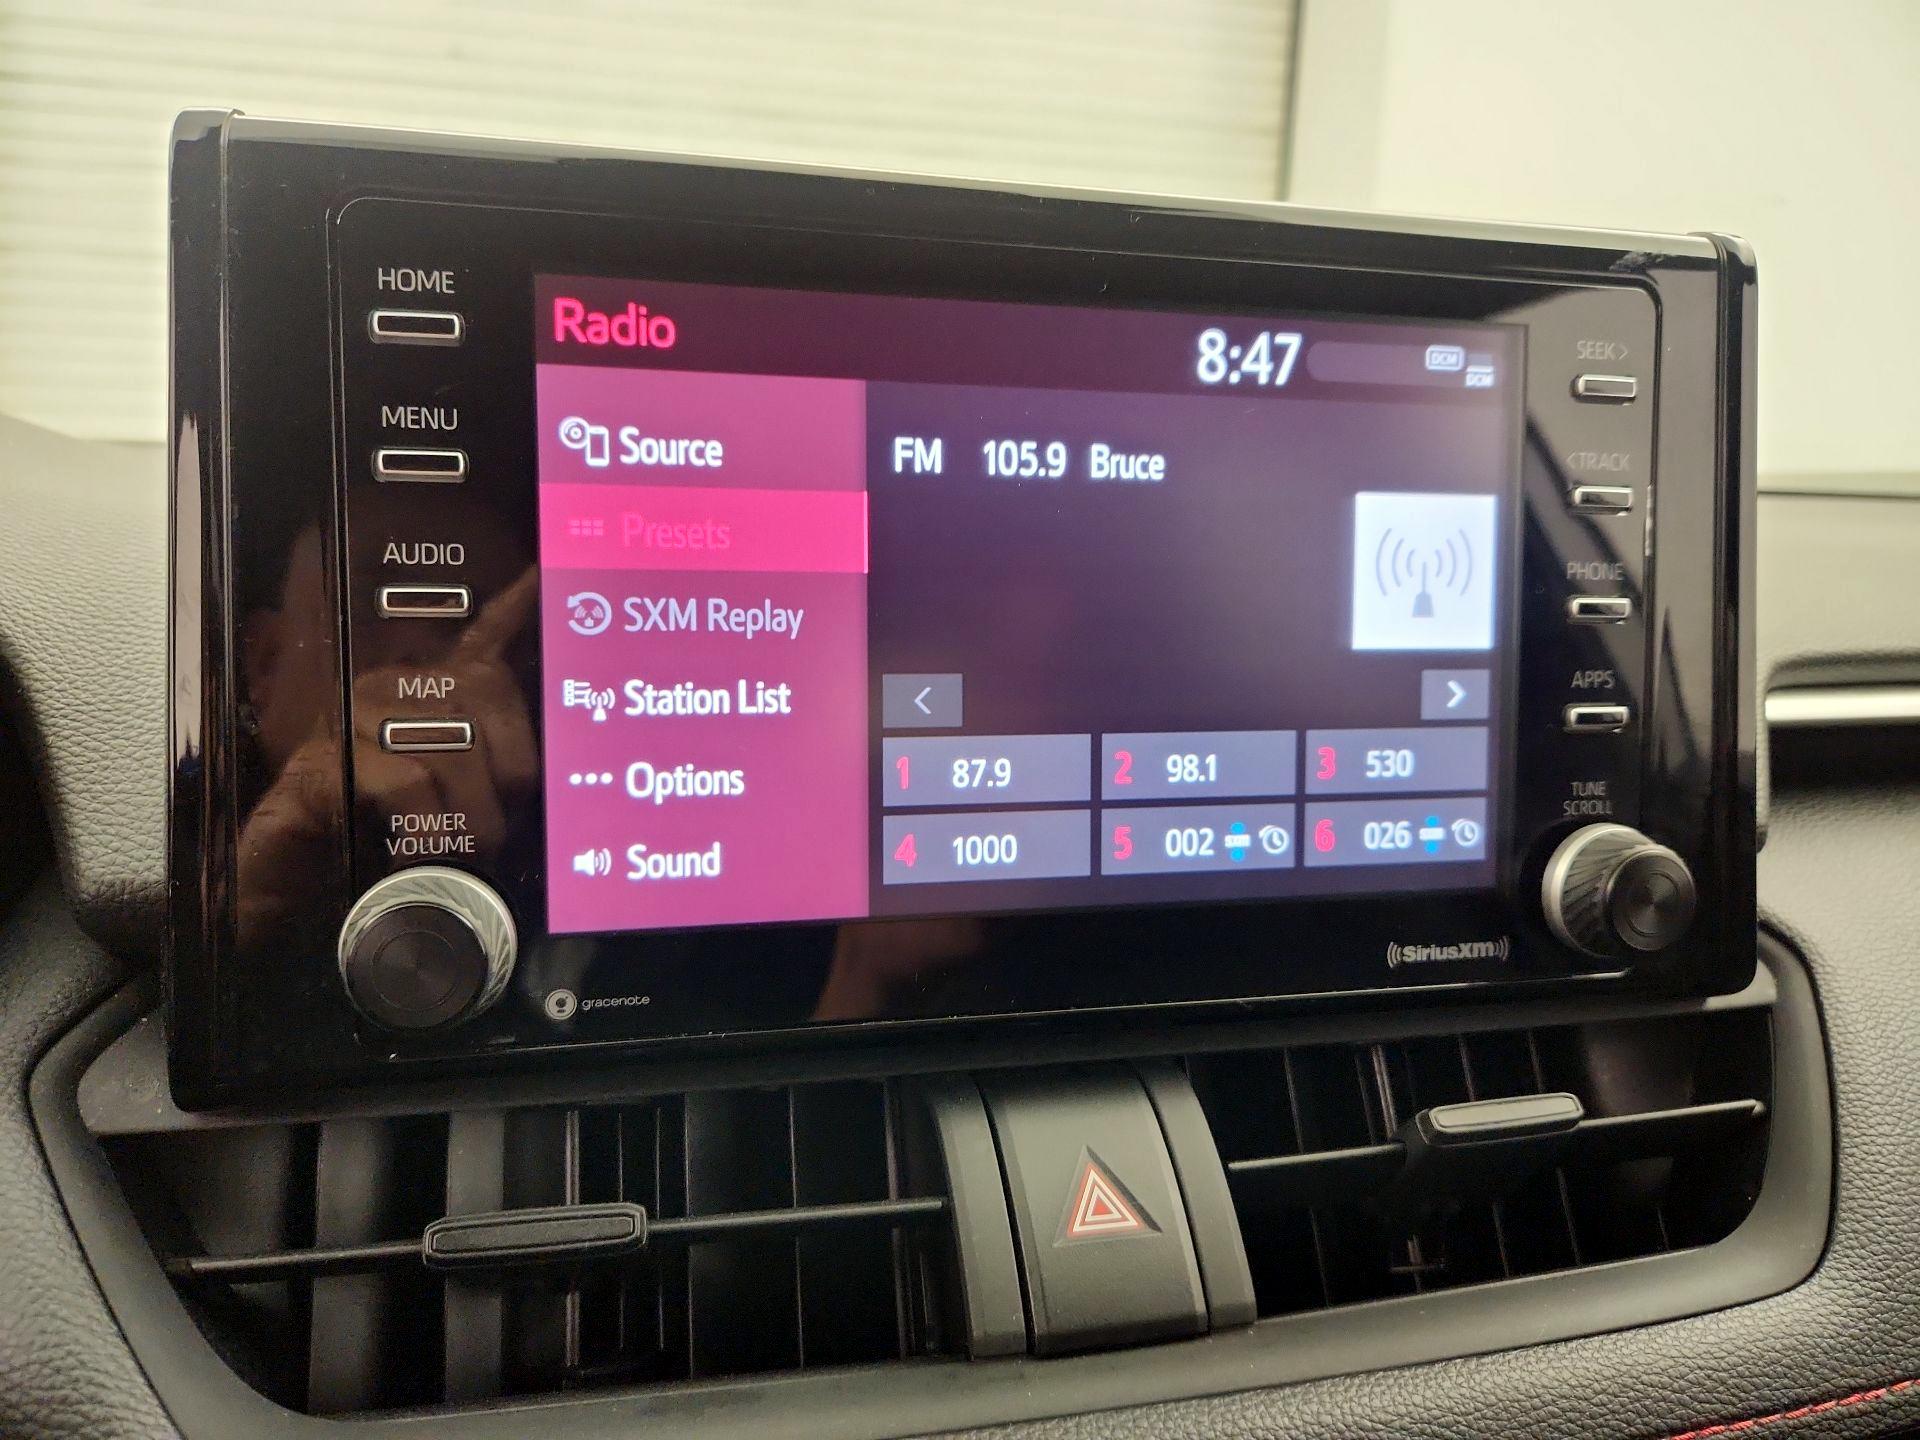 HOME
MENU
AUDIO
MAP
POWER
VOLUME
Radio
8:47
DCM
DCM
Source
Presets
SXM Replay
Station List
Options
Sound
FM 105.9 Bruce
<
>
1 87.9
2 98.1
3 530
4 1000
5 002 sxm
6 026
SEEK >
< TRACK
PHONE
APPS
TUNE
SCROLL
gracenote
((SiriusXM))